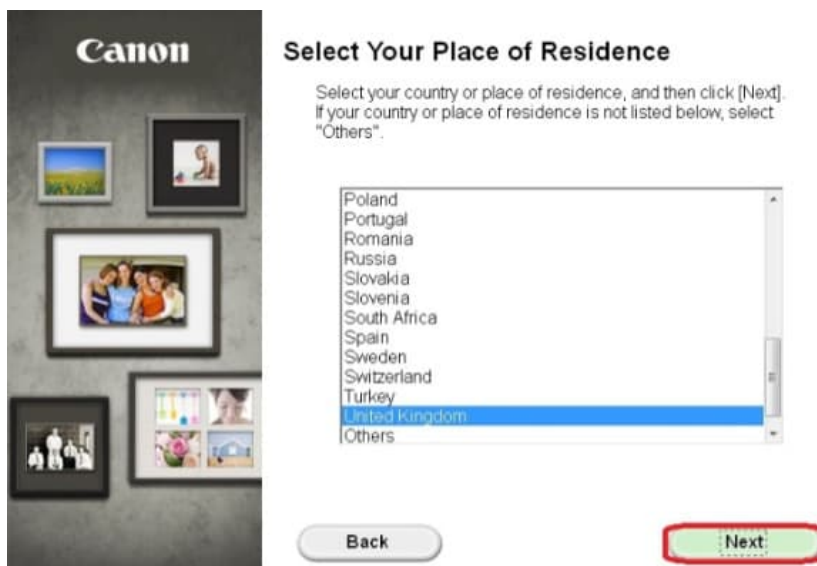 Canon
Select Your Place of Residence
Select your country or place of residence, and then click [Next].
If your country or place of residence is not listed below, select
"Others".
Poland
Portugal
Romania
Russia
Slovakia
Slovenia
South Africa
Spain
Sweden
Switzerland
Turkey
United Kingdom
Others
Back
Next